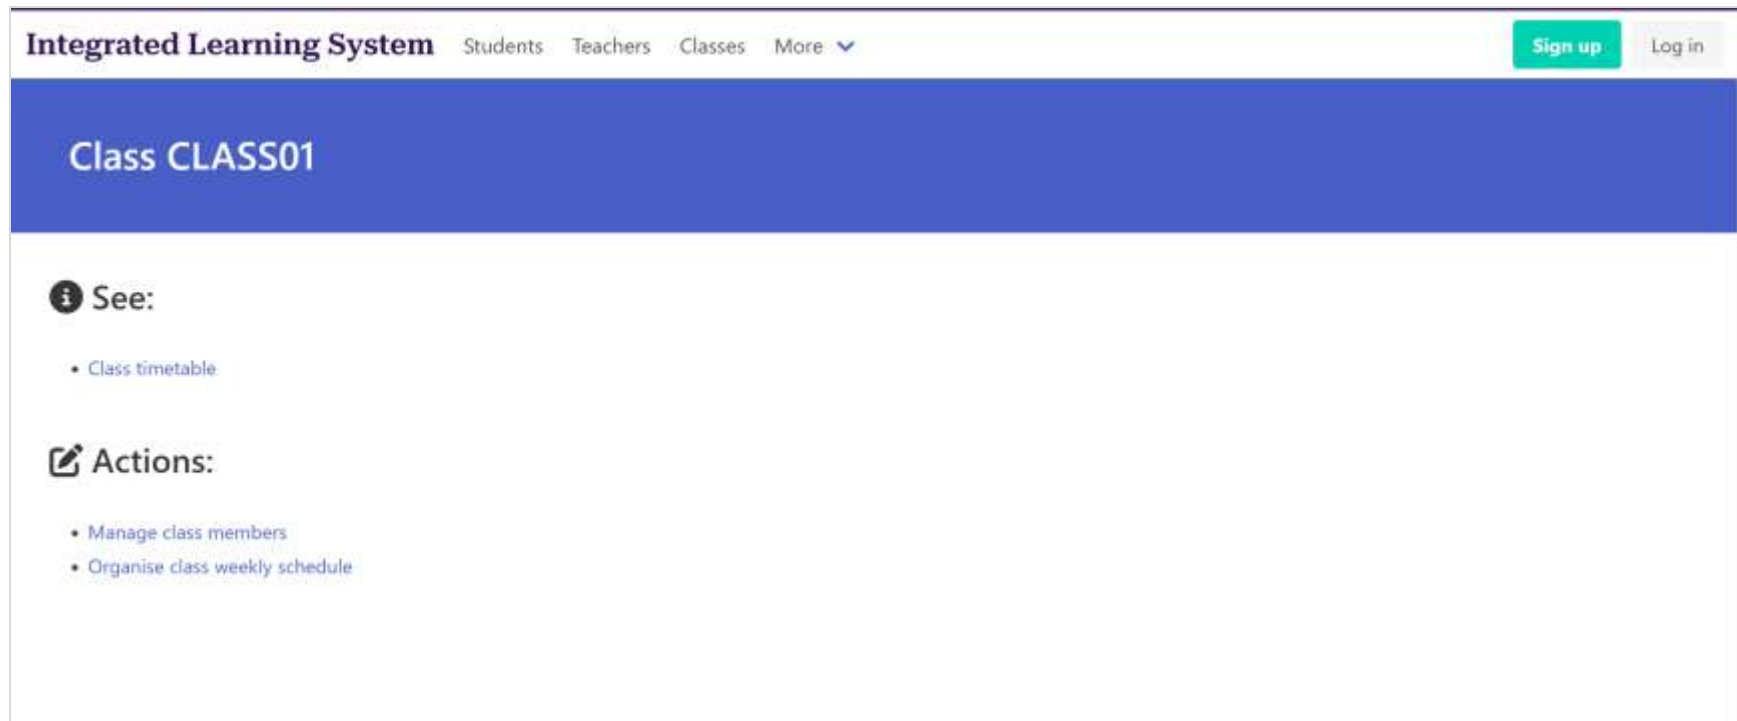 Integrated Learning System Students Teachers Classes More Sign up Log in
Class CLASS01
See:
• Class timetable
Actions:
• Manage class members
• Organise class weekly schedule